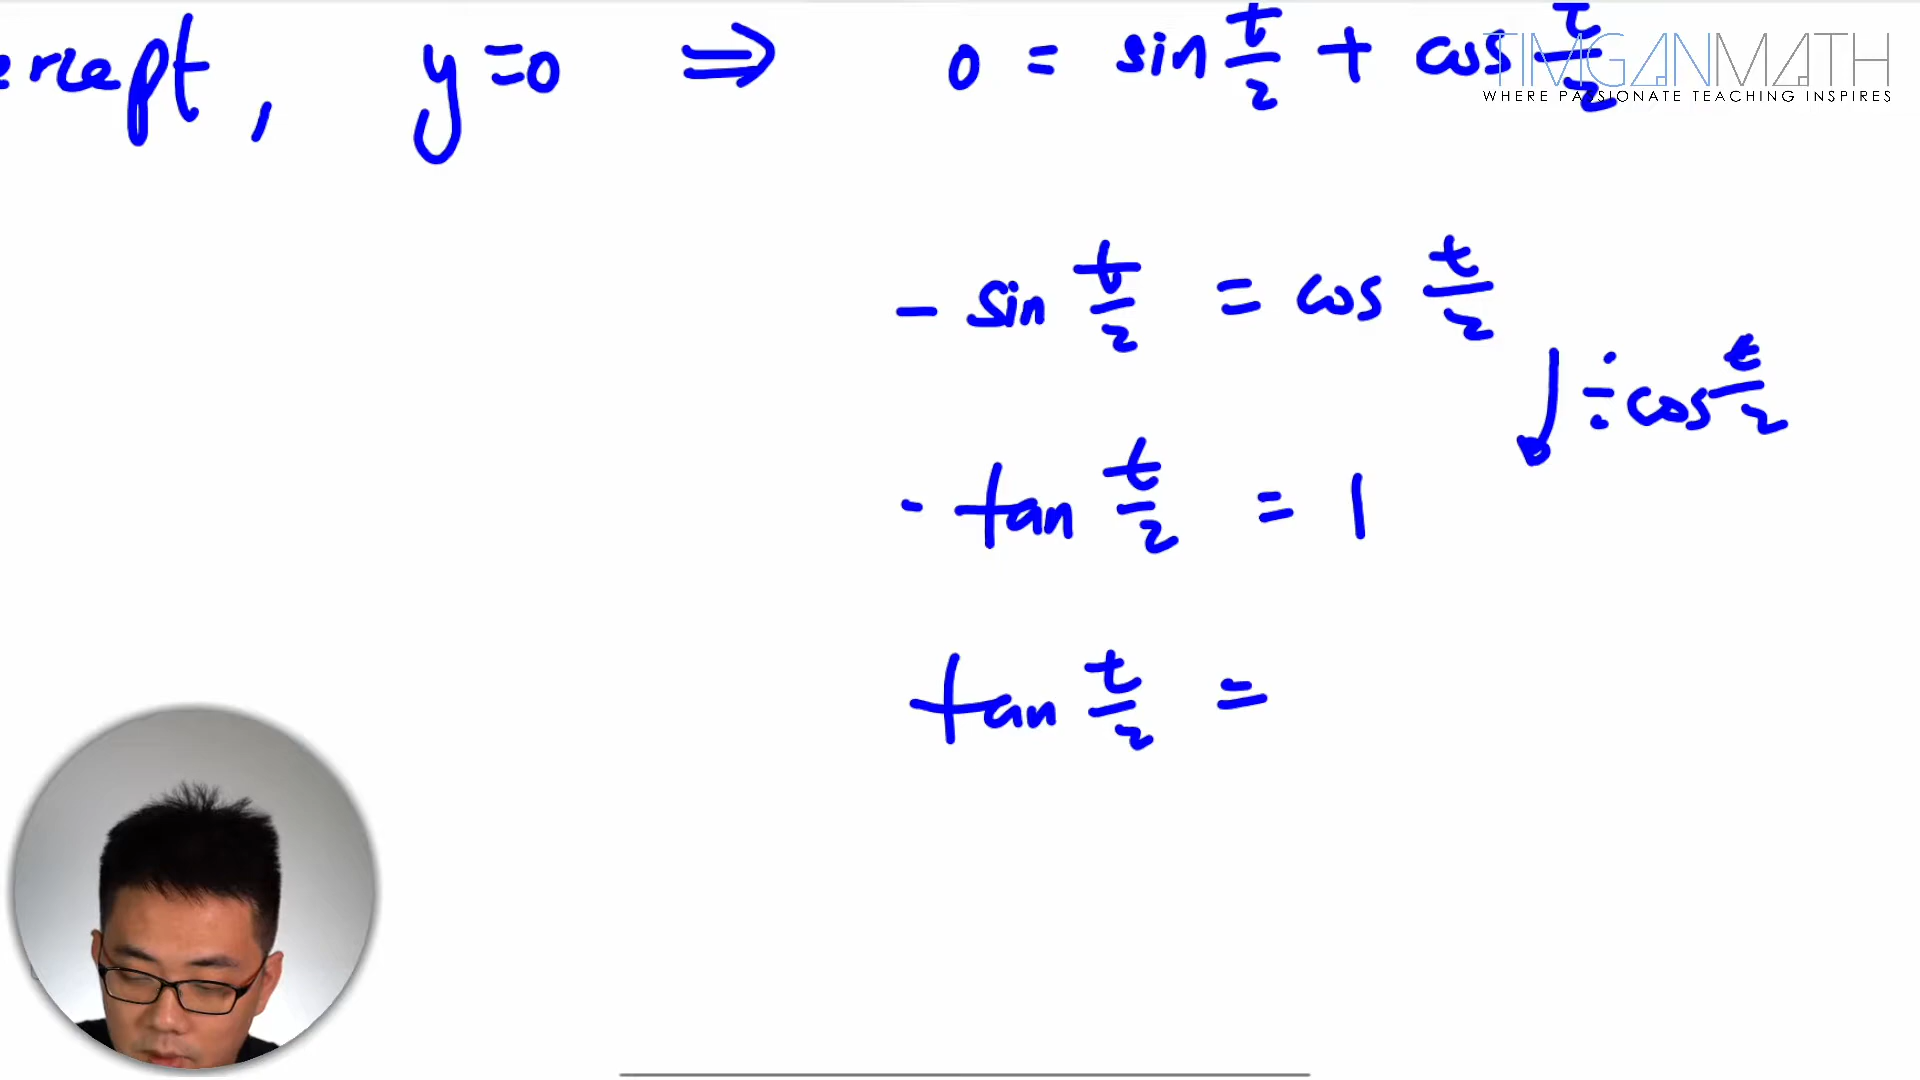 ercept, y=0 ⇒ 0 = sin t/2 + cos t/2
TIMGANMATH
WHERE PASSIONATE TEACHING INSPIRES
- sin t/2 = cos t/2
÷ cos t/2
- tan t/2 = 1
tan t/2 =